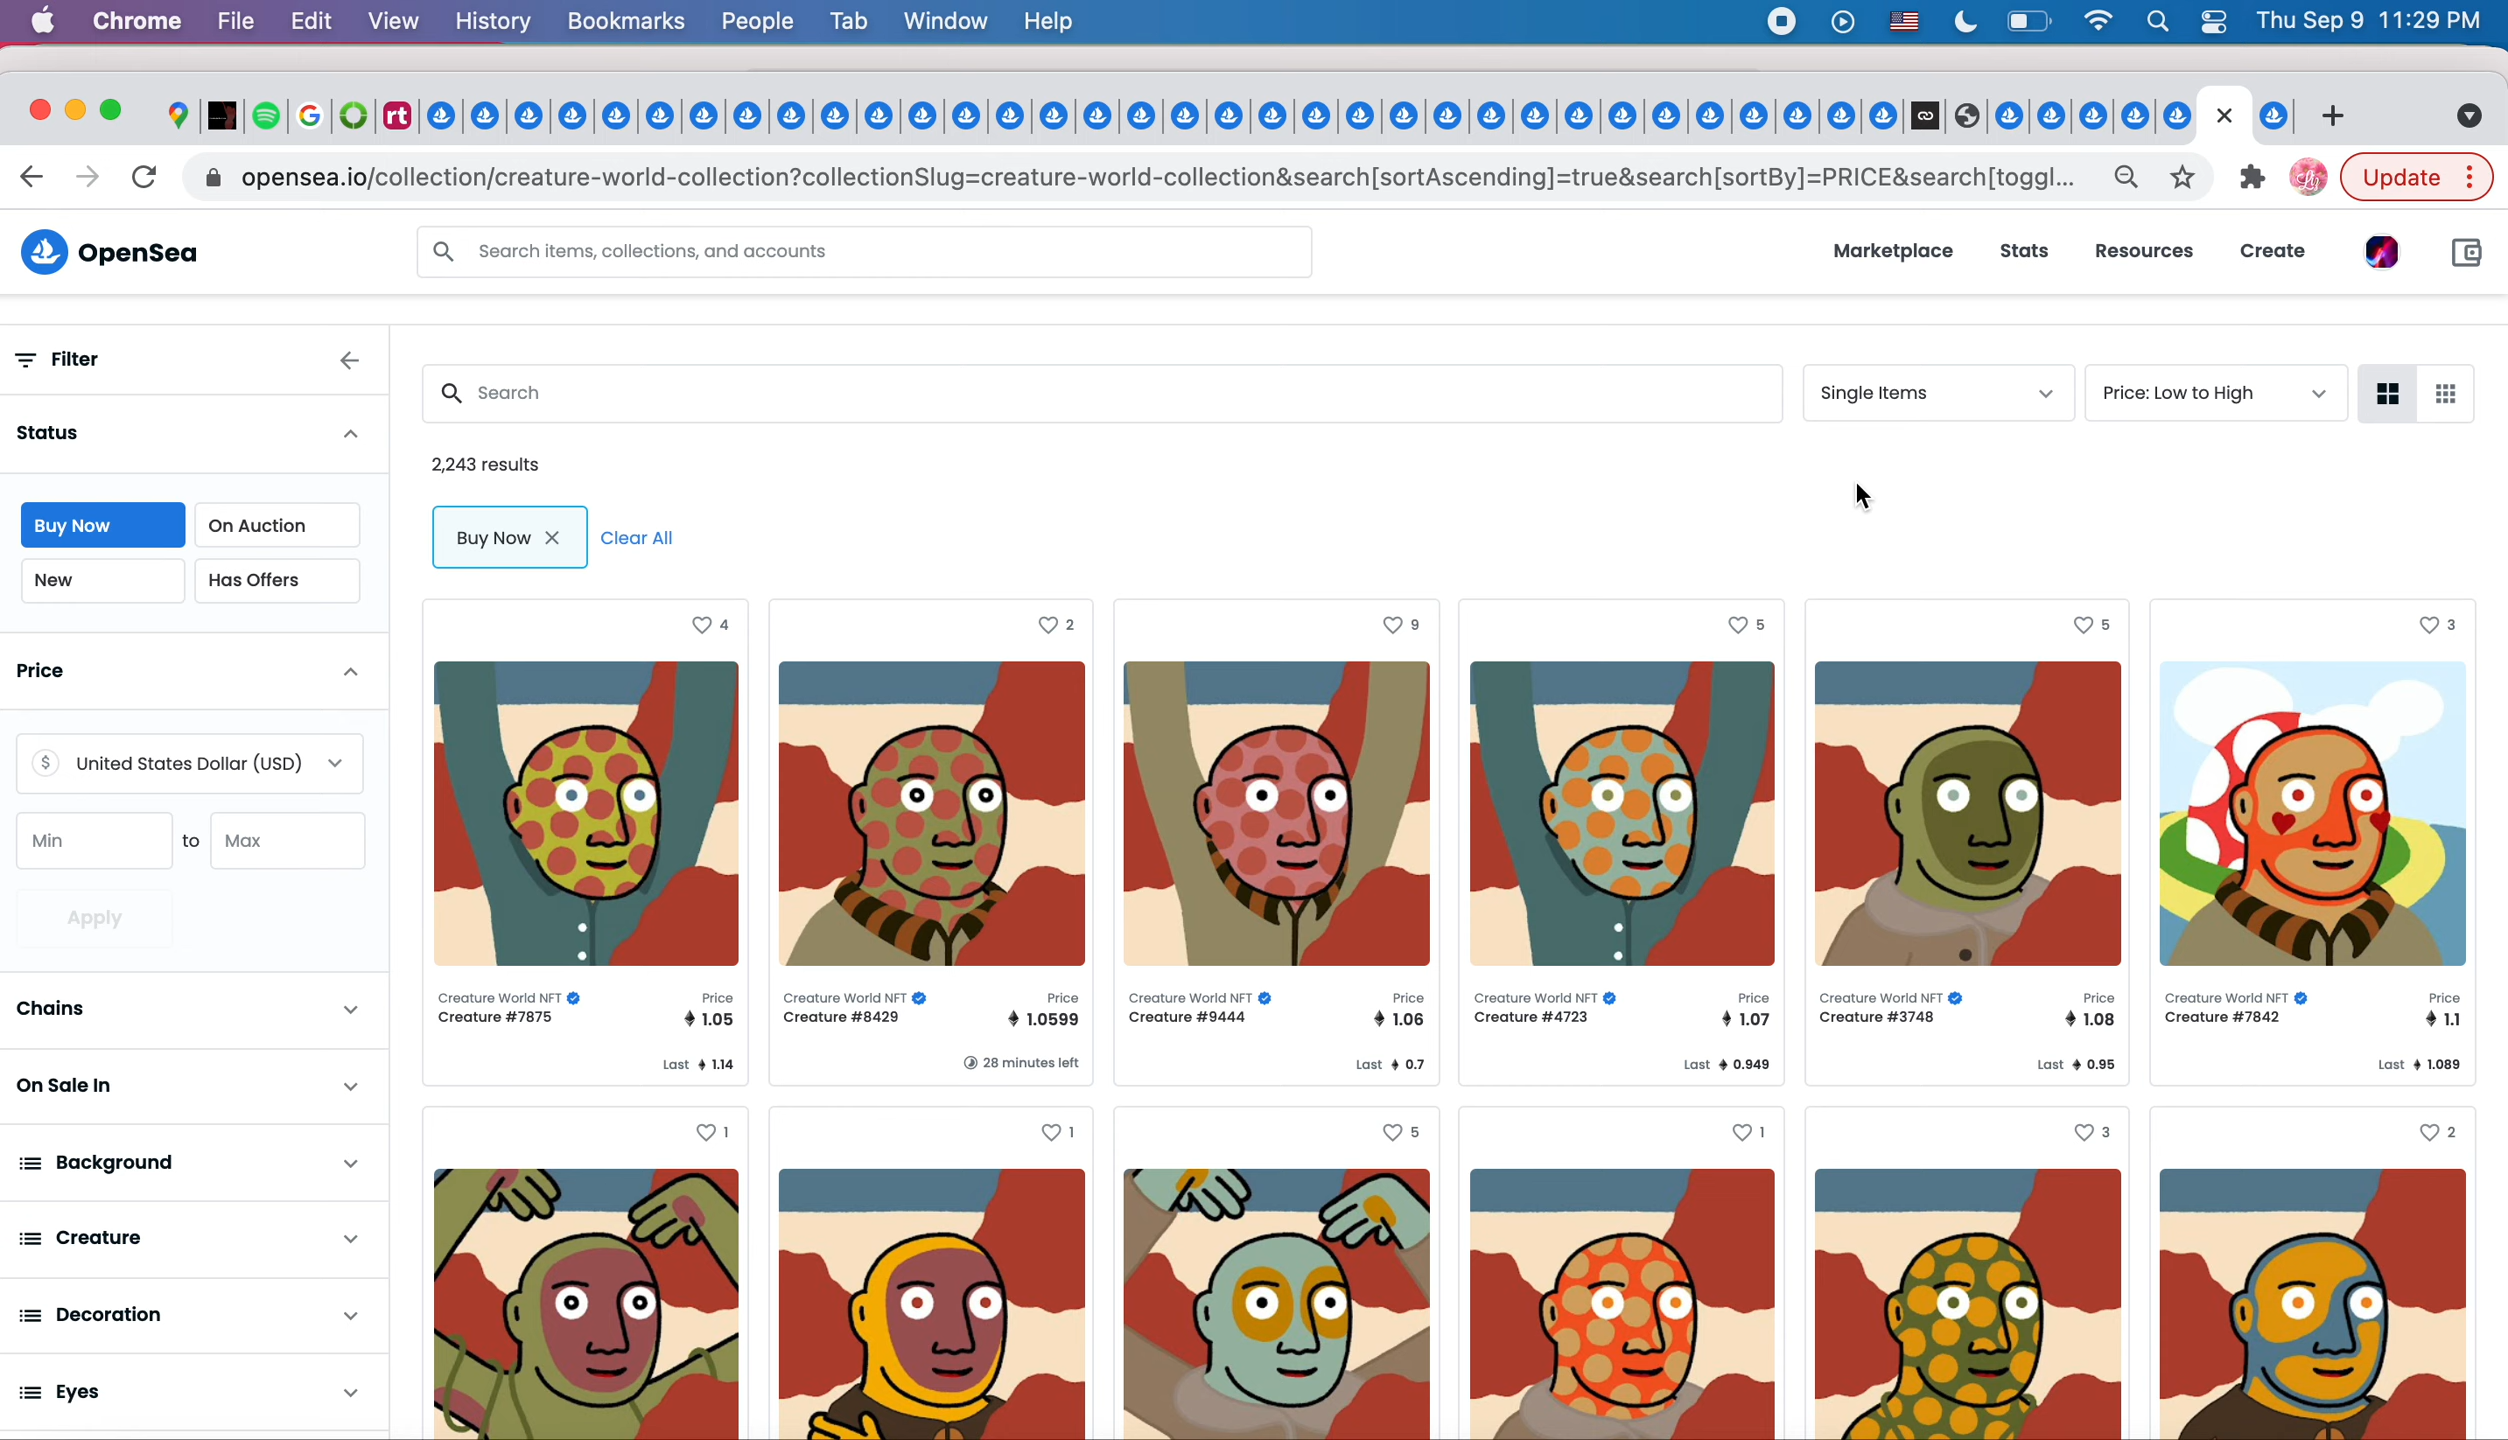 Chrome File Edit View History Bookmarks People Tab Window Help Thu Sep 9 11:29 PM
rt
opensea.io/collection/creature-world-collection?collectionSlug=creature-world-collection&search[sortAscending]=true&search[sortBy]=PRICE&search[toggl... Update
OpenSea Search items, collections, and accounts Marketplace Stats Resources Create
Filter
Search Single Items Price: Low to High
Status
2,243 results
Buy Now On Auction
Buy Now Clear All
New Has Offers
4 2 9 5 5 3
Price
$ United States Dollar (USD)
Min to Max
Apply
Creature World NFT Price Creature World NFT Price Creature World NFT Price Creature World NFT Price Creature World NFT Price Creature World NFT Price
Creature #7875 1.05 Creature #8429 1.0599 Creature #9444 1.06 Creature #4723 1.07 Creature #3748 1.08 Creature #7842 1.1
Last 1.14 28 minutes left Last 0.7 Last 0.949 Last 0.95 Last 1.089
Chains
On Sale In
1 1 5 1 3 2
Background
Creature
Decoration
Eyes